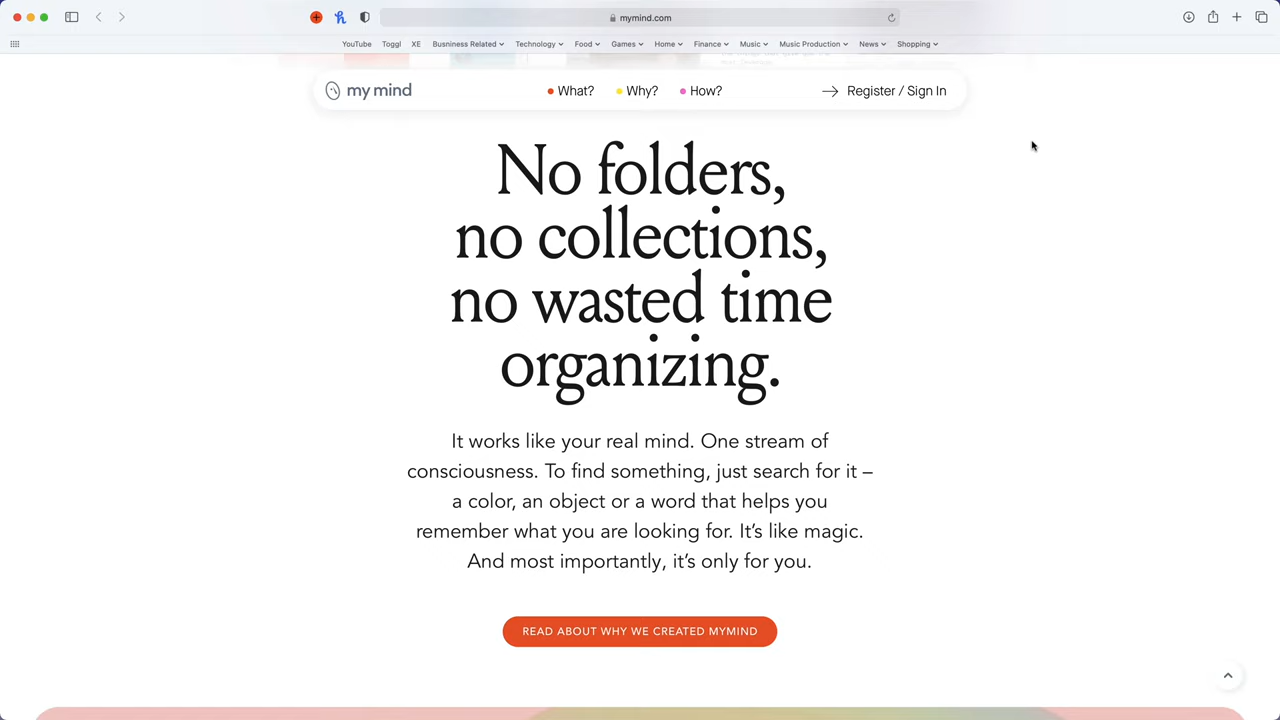 mymind.com
YouTube Toggl XE Busniness Related Technology Food Games Home Finance Music Music Production News Shopping
my mind What? Why? How? Register / Sign In
No folders,
no collections,
no wasted time
organizing.
It works like your real mind. One stream of
consciousness. To find something, just search for it –
a color, an object or a word that helps you
remember what you are looking for. It’s like magic.
And most importantly, it’s only for you.
READ ABOUT WHY WE CREATED MYMIND